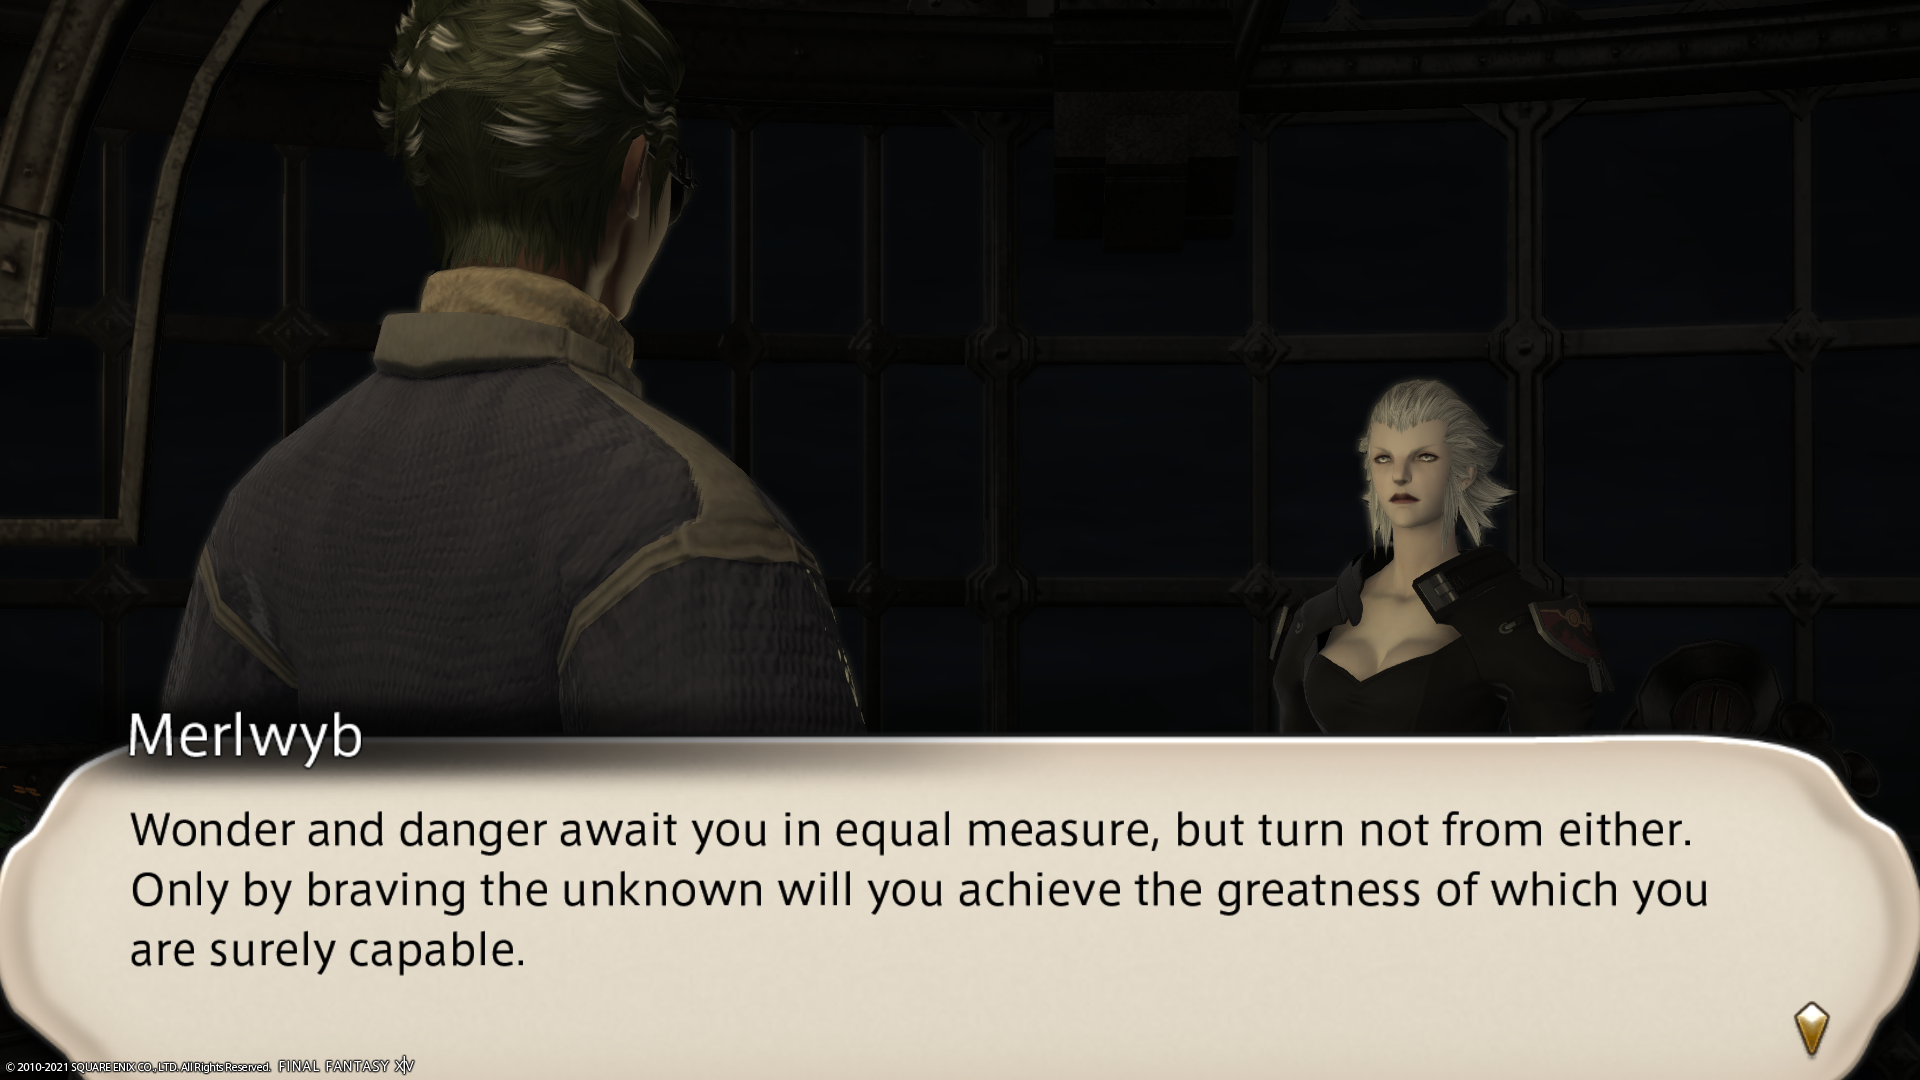 Merlwyb
Wonder and danger await you in equal measure, but turn not from either.
Only by braving the unknown will you achieve the greatness of which you
are surely capable.
© 2010-2021 SQUARE ENIX CO., LTD. All Rights Reserved. FINAL FANTASY XIV